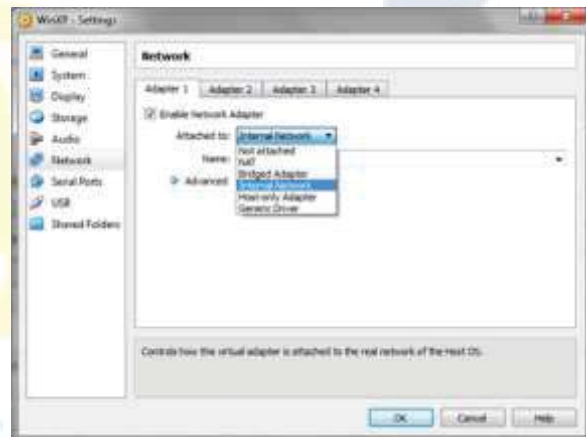 WinXP - Settings
General
System
Display
Storage
Audio
Network
Serial Ports
USB
Shared Folders
Network
Adapter 1
Adapter 2
Adapter 3
Adapter 4
Enable Network Adapter
Attached to: Internal Network
Name:
Advanced
Not attached
NAT
Bridged Adapter
Internal Network
Host-only Adapter
Generic Driver
Controls how this virtual adapter is attached to the real network of the Host OS.
OK
Cancel
Help